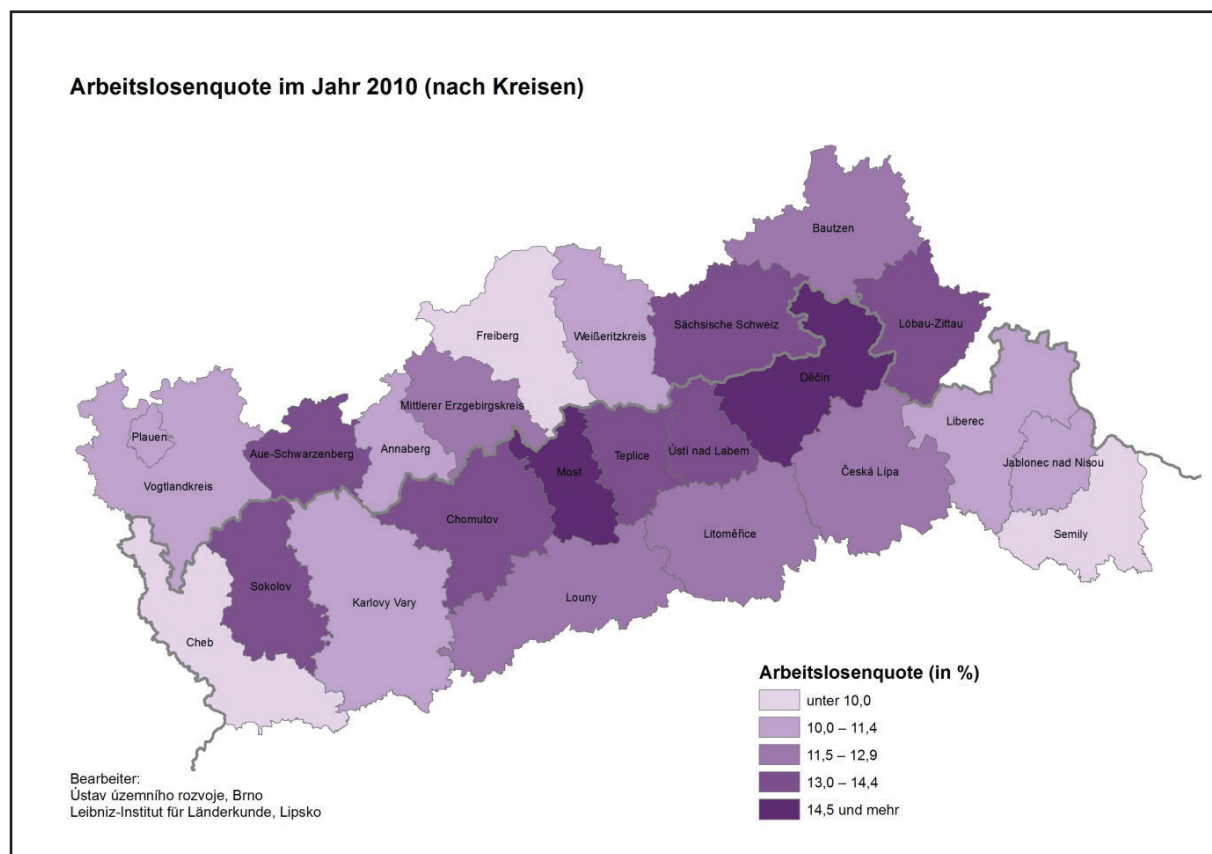 Arbeitslosenquote im Jahr 2010 (nach Kreisen)
Bautzen
Freiberg
Weißeritzkreis
Sächsische Schweiz
Löbau-Zittau
Děčín
Mittlerer Erzgebirgskreis
Liberec
Plauen
Aue-Schwarzenberg
Annaberg
Teplice
Ústí nad Labem
Most
Česká Lípa
Jablonec nad Nisou
Vogtlandkreis
Chomutov
Litoměřice
Semily
Sokolov
Karlovy Vary
Louny
Cheb
Arbeitslosenquote (in %)
unter 10,0
10,0 – 11,4
11,5 – 12,9
13,0 – 14,4
14,5 und mehr
Bearbeiter:
Ústav územního rozvoje, Brno
Leibniz-Institut für Länderkunde, Lipsko